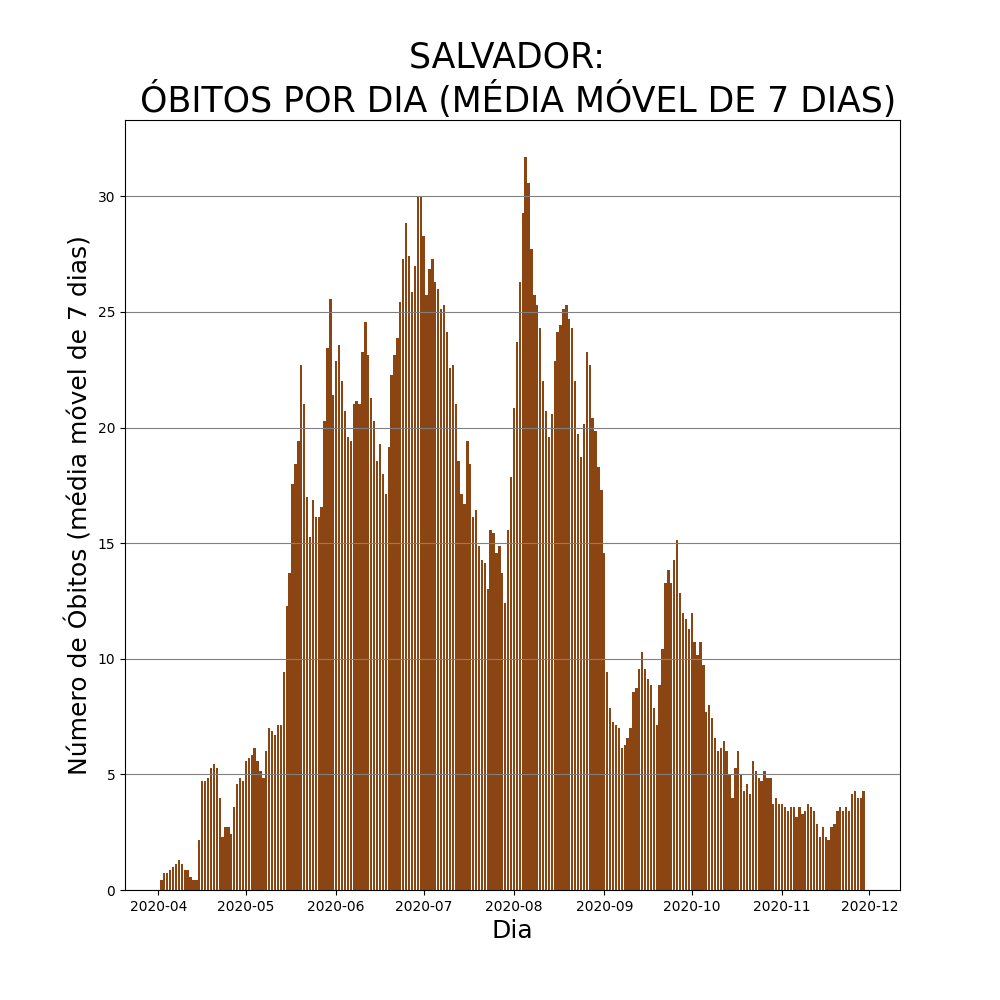 SALVADOR:
ÓBITOS POR DIA (MÉDIA MÓVEL DE 7 DIAS)
Número de Óbitos (média móvel de 7 dias)
30
25
20
15
10
5
0
2020-04 2020-05 2020-06 2020-07 2020-08 2020-09 2020-10 2020-11 2020-12
Dia